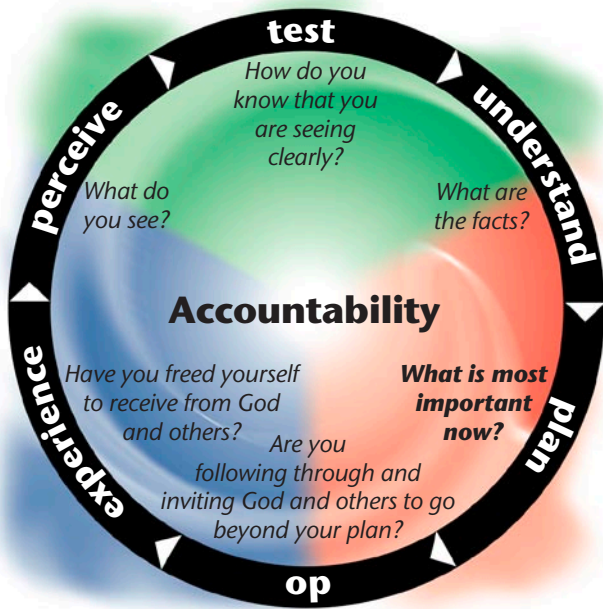 test
How do you
know that you
are seeing
clearly?
understand
What are
the facts?
plan
What is most
important
now?
do
Are you
following through and
inviting God and others to go
beyond your plan?
experience
Have you freed yourself
to receive from God
and others?
perceive
What do
you see?
Accountability